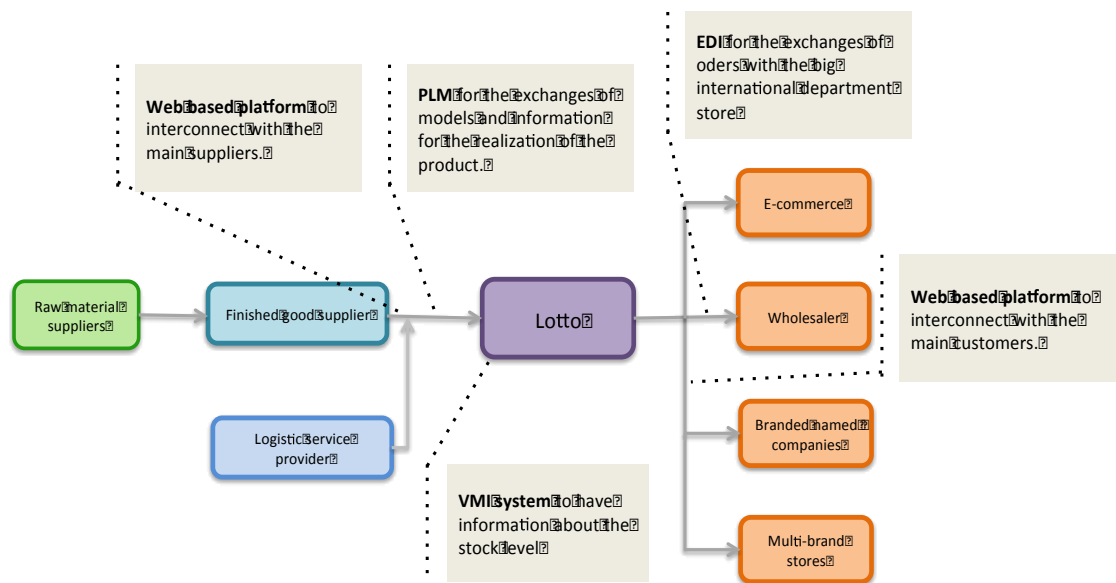 EDI for the exchanges of
oders with the big
international department
store
Web based platform to
interconnect with the
main suppliers.
PLM for the exchanges of
models and information
for the realization of the
product.
E-commerce
Raw material
suppliers
Finished good supplier
Lotto
Wholesaler
Web based platform to
interconnect with the
main customers.
Logistic service
provider
Branded named
companies
VMI system to have
information about the
stock level
Multi-brand
stores